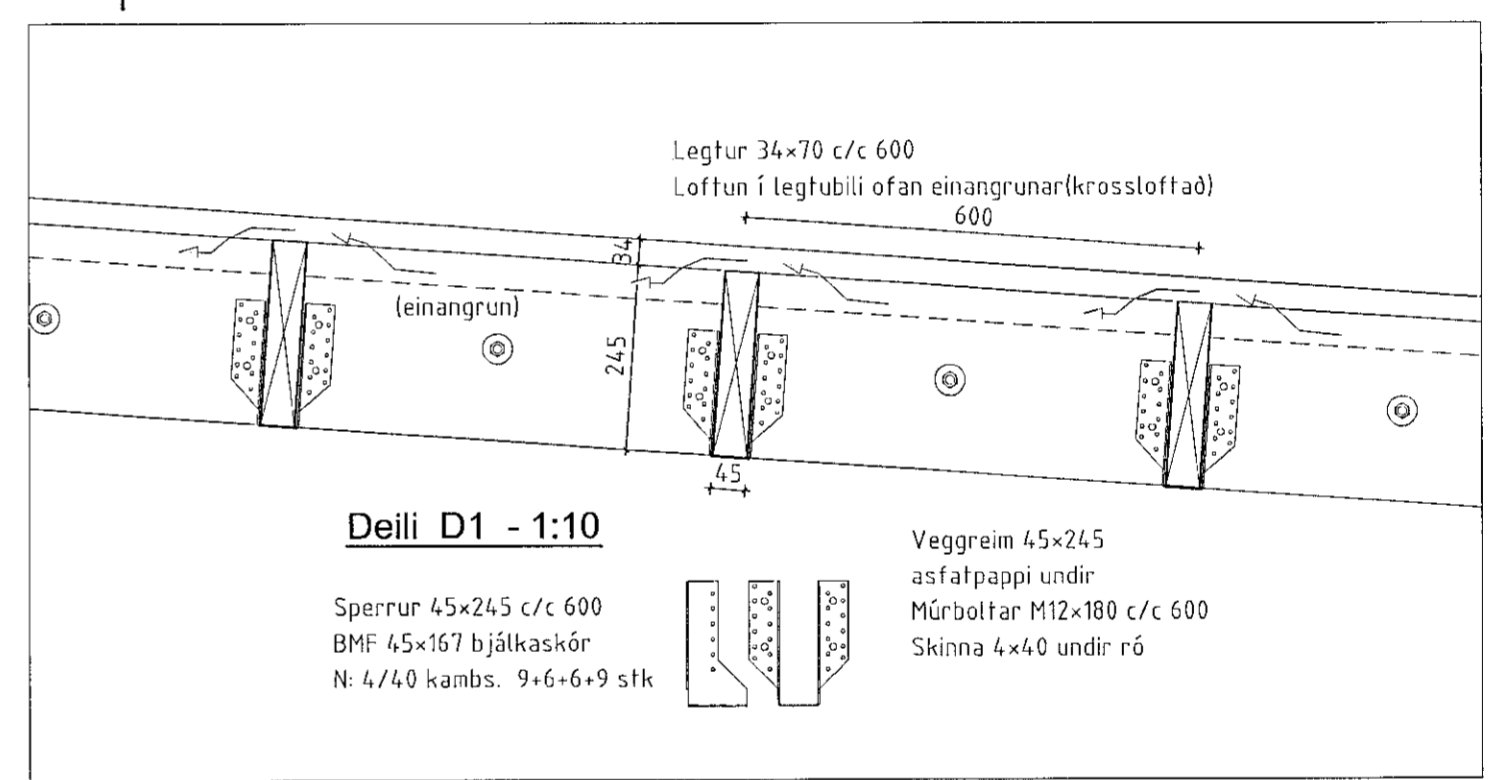 Legtur 34×70 c/c 600
Loftun í legtubili ofan einangrunar(krossloftað)
600
34
(einangrun)
245
45
Deili D1 - 1:10
Sperrur 45×245 c/c 600
BMF 45×167 bjálkaskór
N: 4/40 kambs. 9+6+6+9 stk
Veggreim 45×245
asfatpappi undir
Múrboltar M12×180 c/c 600
Skinna 4×40 undir ró